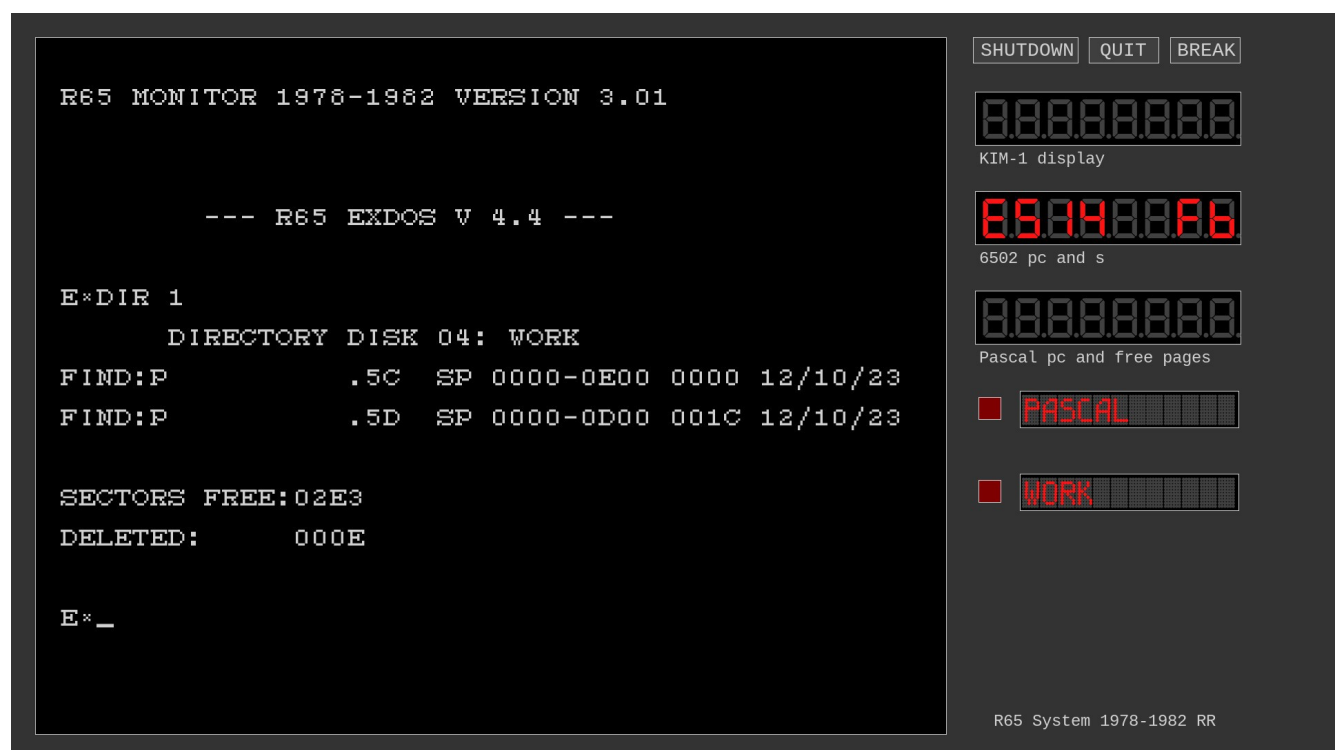 R65 MONITOR 1978-1982 VERSION 3.01
--- R65 EXDOS V 4.4 ---
E×DIR 1
DIRECTORY DISK 04: WORK
FIND:P .5C SP 0000-0E00 0000 12/10/23
FIND:P .5D SP 0000-0D00 001C 12/10/23
SECTORS FREE:02E3
DELETED: 000E
E×_
SHUTDOWN QUIT BREAK
KIM-1 display
E514 Fb
6502 pc and s
Pascal pc and free pages
PASCAL
WORK
R65 System 1978-1982 RR